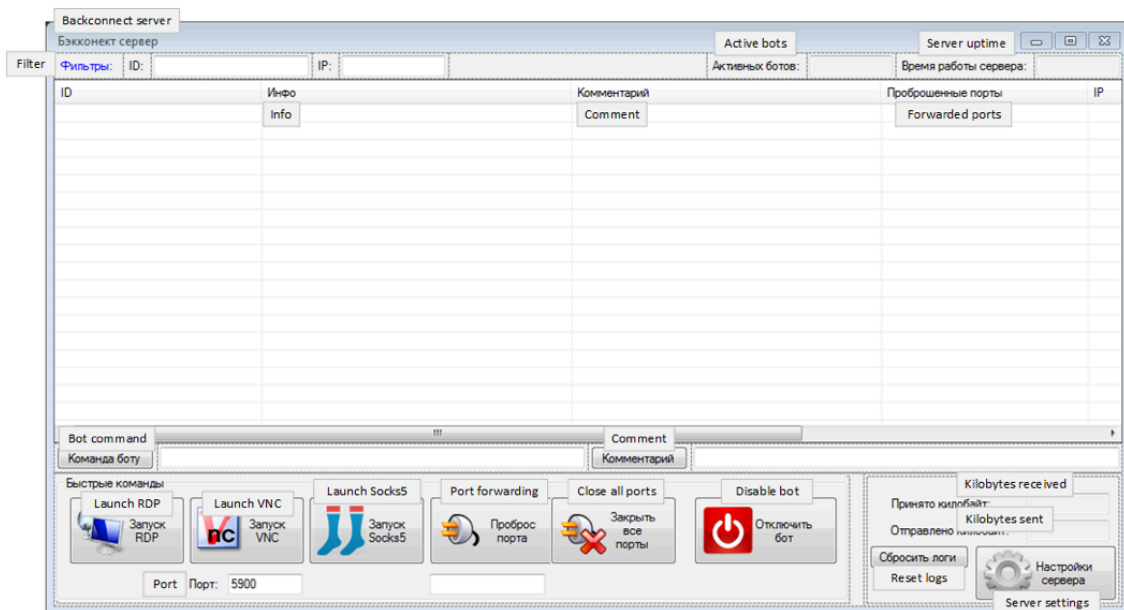 Backconnect server
Бэкконект сервер
Active bots
Server uptime
Filter
Фильтры: ID: IP: Активных ботов: Время работы сервера:
ID Инфо Комментарий Проброшенные порты IP
Info Comment Forwarded ports
Bot command Comment
Команда боту Комментарий
Быстрые команды
Launch RDP Launch VNC Launch Socks5 Port forwarding Close all ports Disable bot
Запуск RDP
Запуск VNC
Запуск Socks5
Проброс порта
Закрыть все порты
Отключить бот
Port Порт: 5900
Kilobytes received
Принято килобайт:
Kilobytes sent
Отправлено килобайт:
Сбросить логи
Reset logs
Настройки сервера
Server settings